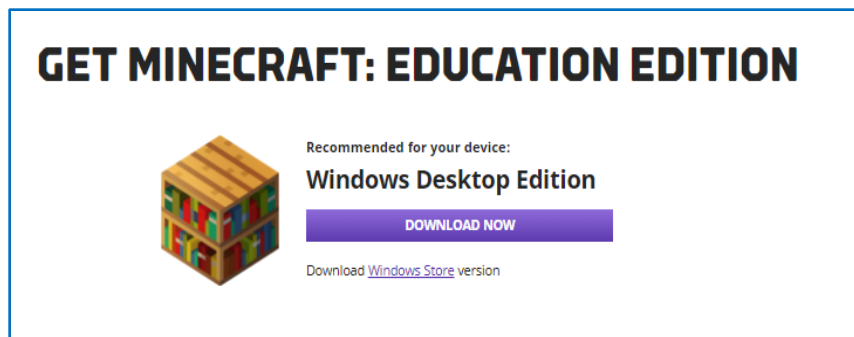 GET MINECRAFT: EDUCATION EDITION
Recommended for your device:
Windows Desktop Edition
DOWNLOAD NOW
Download Windows Store version